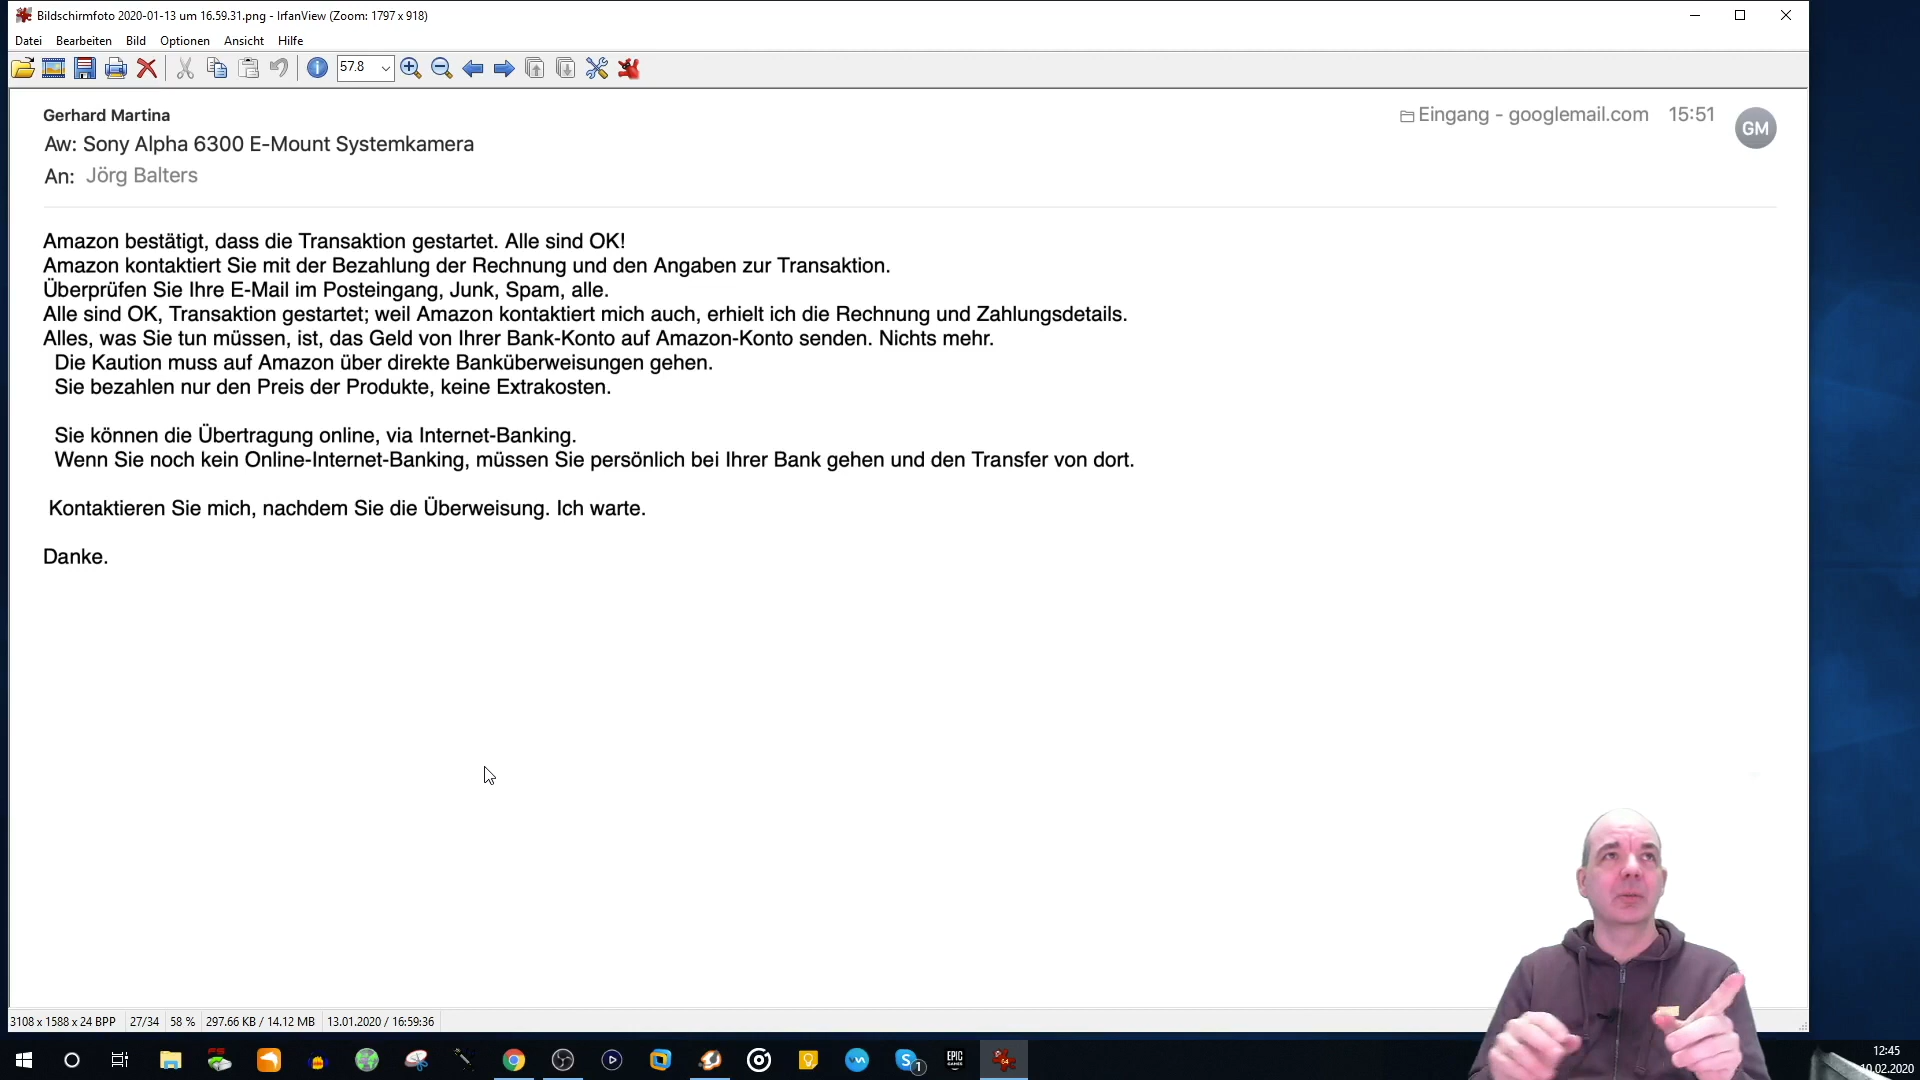 Bildschirmfoto 2020-01-13 um 16.59.31.png - IrfanView (Zoom: 1797 x 918)
Datei Bearbeiten Bild Optionen Ansicht Hilfe
57.8
Gerhard Martina
Eingang - googlemail.com 15:51
GM
Aw: Sony Alpha 6300 E-Mount Systemkamera
An: Jörg Balters
Amazon bestätigt, dass die Transaktion gestartet. Alle sind OK!
Amazon kontaktiert Sie mit der Bezahlung der Rechnung und den Angaben zur Transaktion.
Überprüfen Sie Ihre E-Mail im Posteingang, Junk, Spam, alle.
Alle sind OK, Transaktion gestartet; weil Amazon kontaktiert mich auch, erhielt ich die Rechnung und Zahlungsdetails.
Alles, was Sie tun müssen, ist, das Geld von Ihrer Bank-Konto auf Amazon-Konto senden. Nichts mehr.
Die Kaution muss auf Amazon über direkte Banküberweisungen gehen.
Sie bezahlen nur den Preis der Produkte, keine Extrakosten.
Sie können die Übertragung online, via Internet-Banking.
Wenn Sie noch kein Online-Internet-Banking, müssen Sie persönlich bei Ihrer Bank gehen und den Transfer von dort.
Kontaktieren Sie mich, nachdem Sie die Überweisung. Ich warte.
Danke.
3108 x 1588 x 24 BPP 27/34 58 % 297.66 KB / 14.12 MB 13.01.2020 / 16:59:36
S 1
EPIC GAMES
64
12:45
10.02.2020